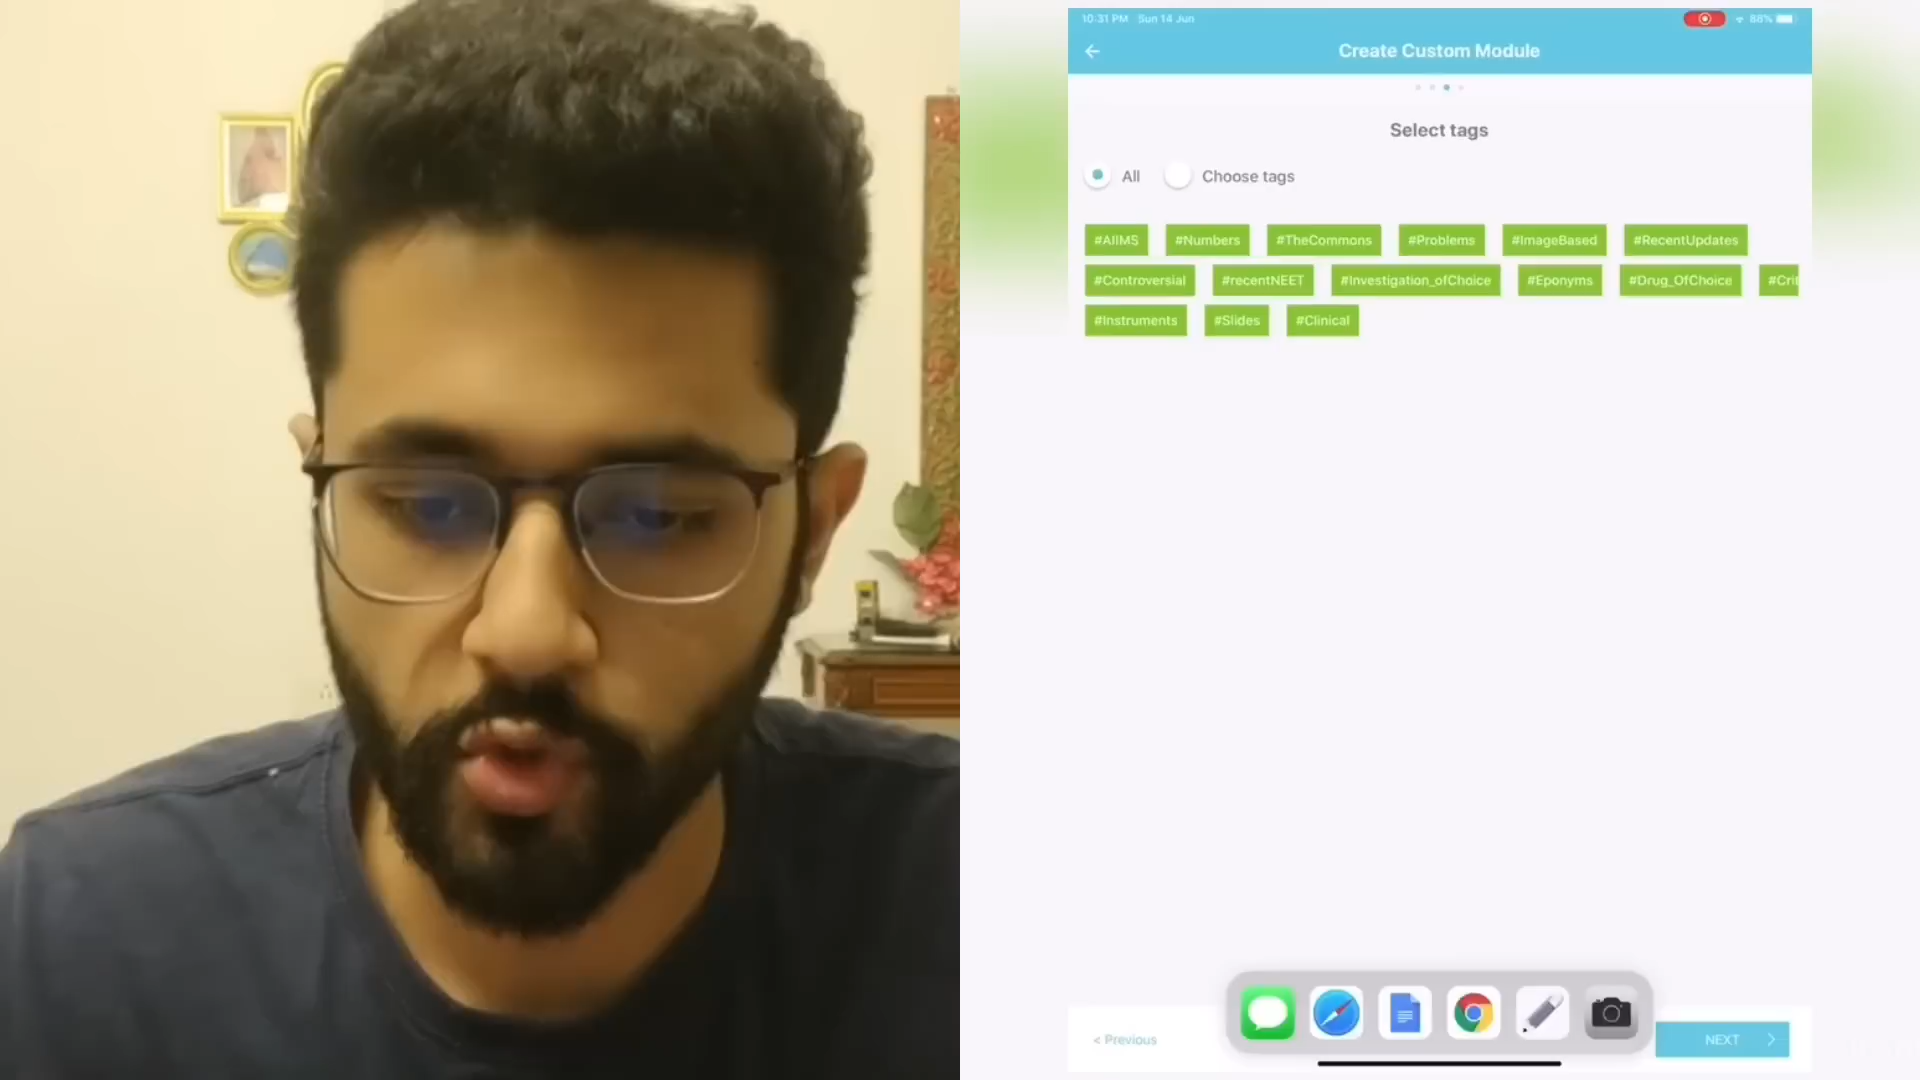 10:31 PM Sun 14 Jun
88%
Create Custom Module
Select tags
All Choose tags
#AIIMS #Numbers #TheCommons #Problems #ImageBased #RecentUpdates
#Controversial #recentNEET #Investigation_ofChoice #Eponyms #Drug_OfChoice #Crit
#Instruments #Slides #Clinical
< Previous
NEXT